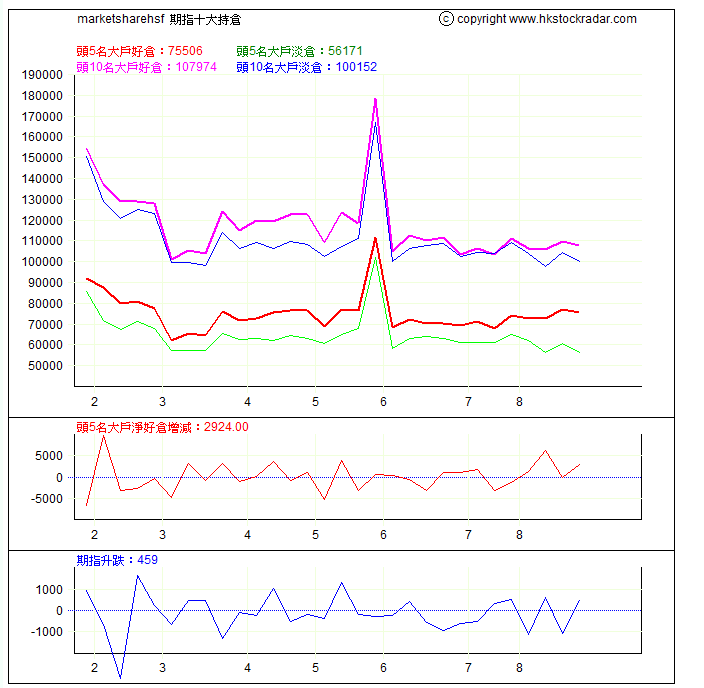 marketsharehsf 期指十大持倉 © copyright www.hkstockradar.com
頭5名大戶好倉：75506 頭5名大戶淡倉：56171
頭10名大戶好倉：107974 頭10名大戶淡倉：100152
190000
180000
170000
160000
150000
140000
130000
120000
110000
100000
90000
80000
70000
60000
50000
2 3 4 5 6 7 8
頭5名大戶淨好倉增減：2924.00
5000
0
-5000
2 3 4 5 6 7 8
期指升跌：459
1000
0
-1000
2 3 4 5 6 7 8